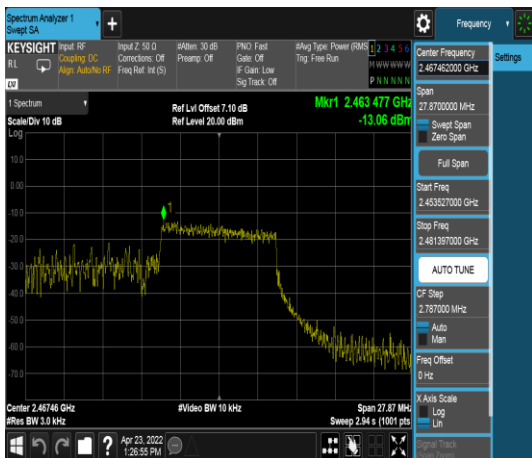 Spectrum Analyzer 1
Swept SA
+
Frequency
KEYSIGHT
RL
LXI
Input: RF
Coupling: DC
Align: Auto/No RF
Input Z: 50 Ω
Corrections: Off
Freq Ref: Int (S)
#Atten: 30 dB
Preamp: Off
PNO: Fast
Gate: Off
IF Gain: Low
Sig Track: Off
#Avg Type: Power (RMS
Trig: Free Run
1 2 3 4 5 6
M W W W W W
P N N N N N
Center Frequency
2.467462000 GHz
Settings
Span
27.8700000 MHz
Swept Span
Zero Span
Full Span
Start Freq
2.453527000 GHz
Stop Freq
2.481397000 GHz
AUTO TUNE
CF Step
2.787000 MHz
Auto
Man
Freq Offset
0 Hz
X Axis Scale
Log
Lin
Signal Track
(Span Zoom)
1 Spectrum
Scale/Div 10 dB
Log
Ref Lvl Offset 7.10 dB
Ref Level 20.00 dBm
Mkr1 2.463 477 GHz
-13.06 dBm
10.0
0.00
-10.0
-20.0
-30.0
-40.0
-50.0
-60.0
-70.0
1
Center 2.46746 GHz
#Res BW 3.0 kHz
#Video BW 10 kHz
Span 27.87 MHz
Sweep 2.94 s (1001 pts)
?
Apr 23, 2022
1:26:55 PM